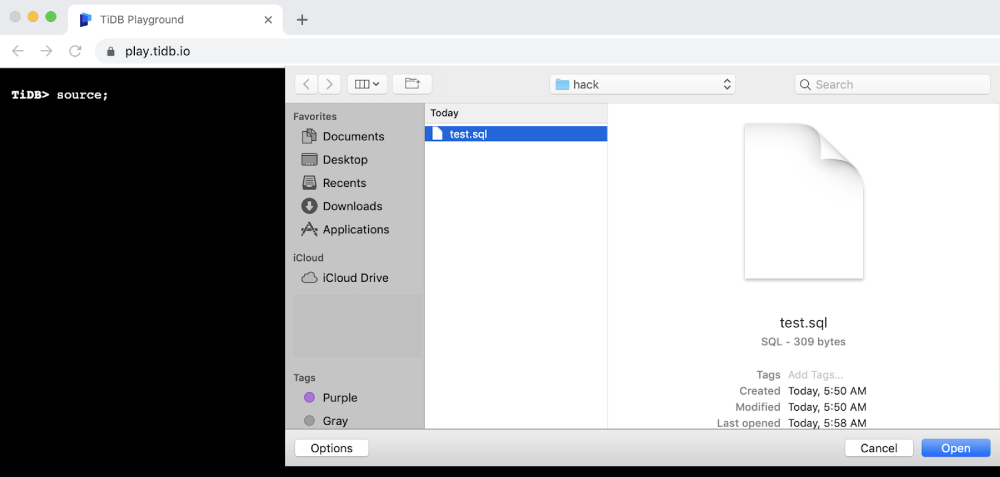 TiDB Playground
play.tidb.io
TiDB> source;
hack
Search
Favorites
Documents
Desktop
Recents
Downloads
Applications
iCloud
iCloud Drive
Tags
Purple
Gray
Today
test.sql
test.sql
SQL - 309 bytes
Tags Add Tags...
Created Today, 5:50 AM
Modified Today, 5:50 AM
Last opened Today, 5:58 AM
Options
Cancel
Open